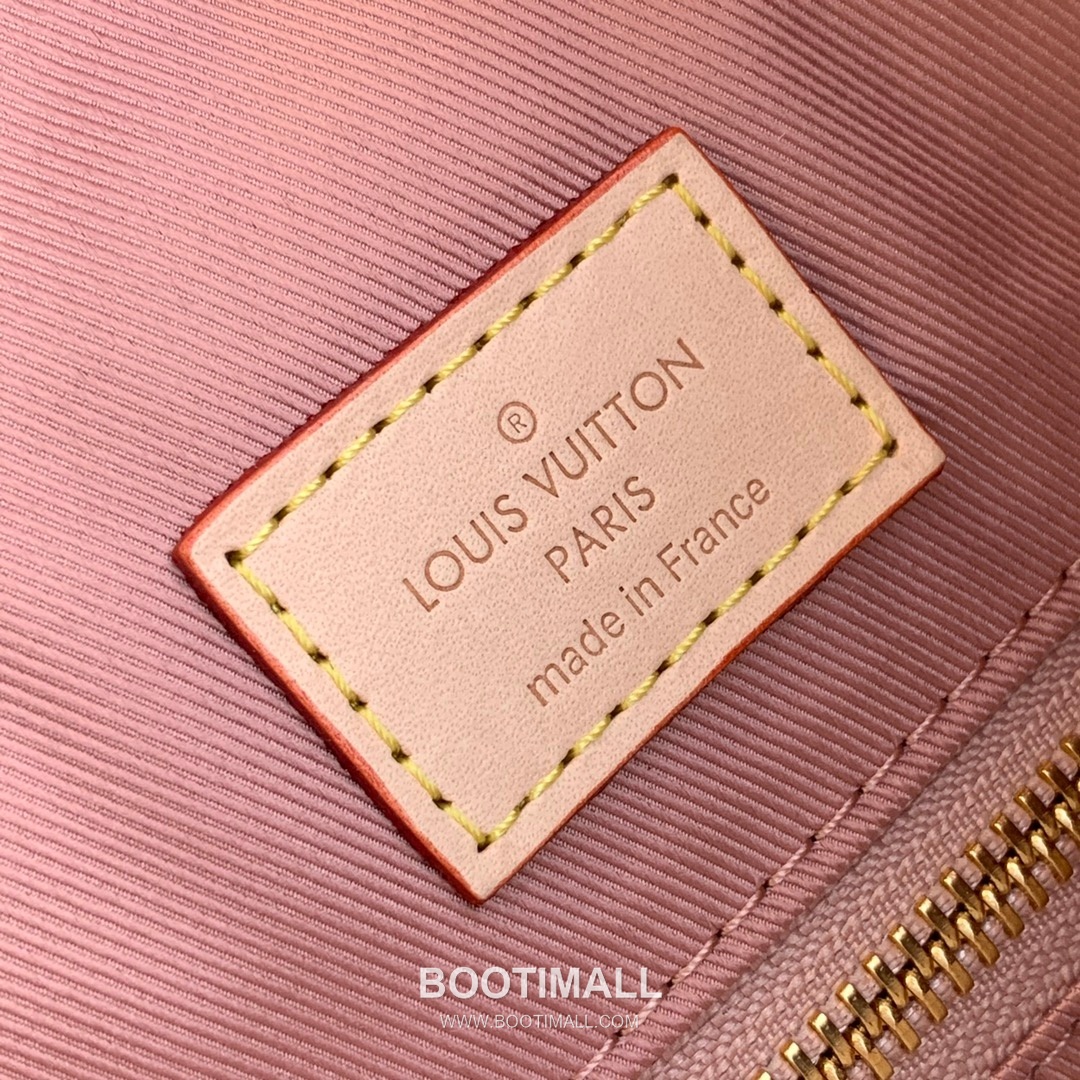 ®
LOUIS VUITTON
PARIS
made in France
BOOTIMALL
WWW.BOOTIMALL.COM